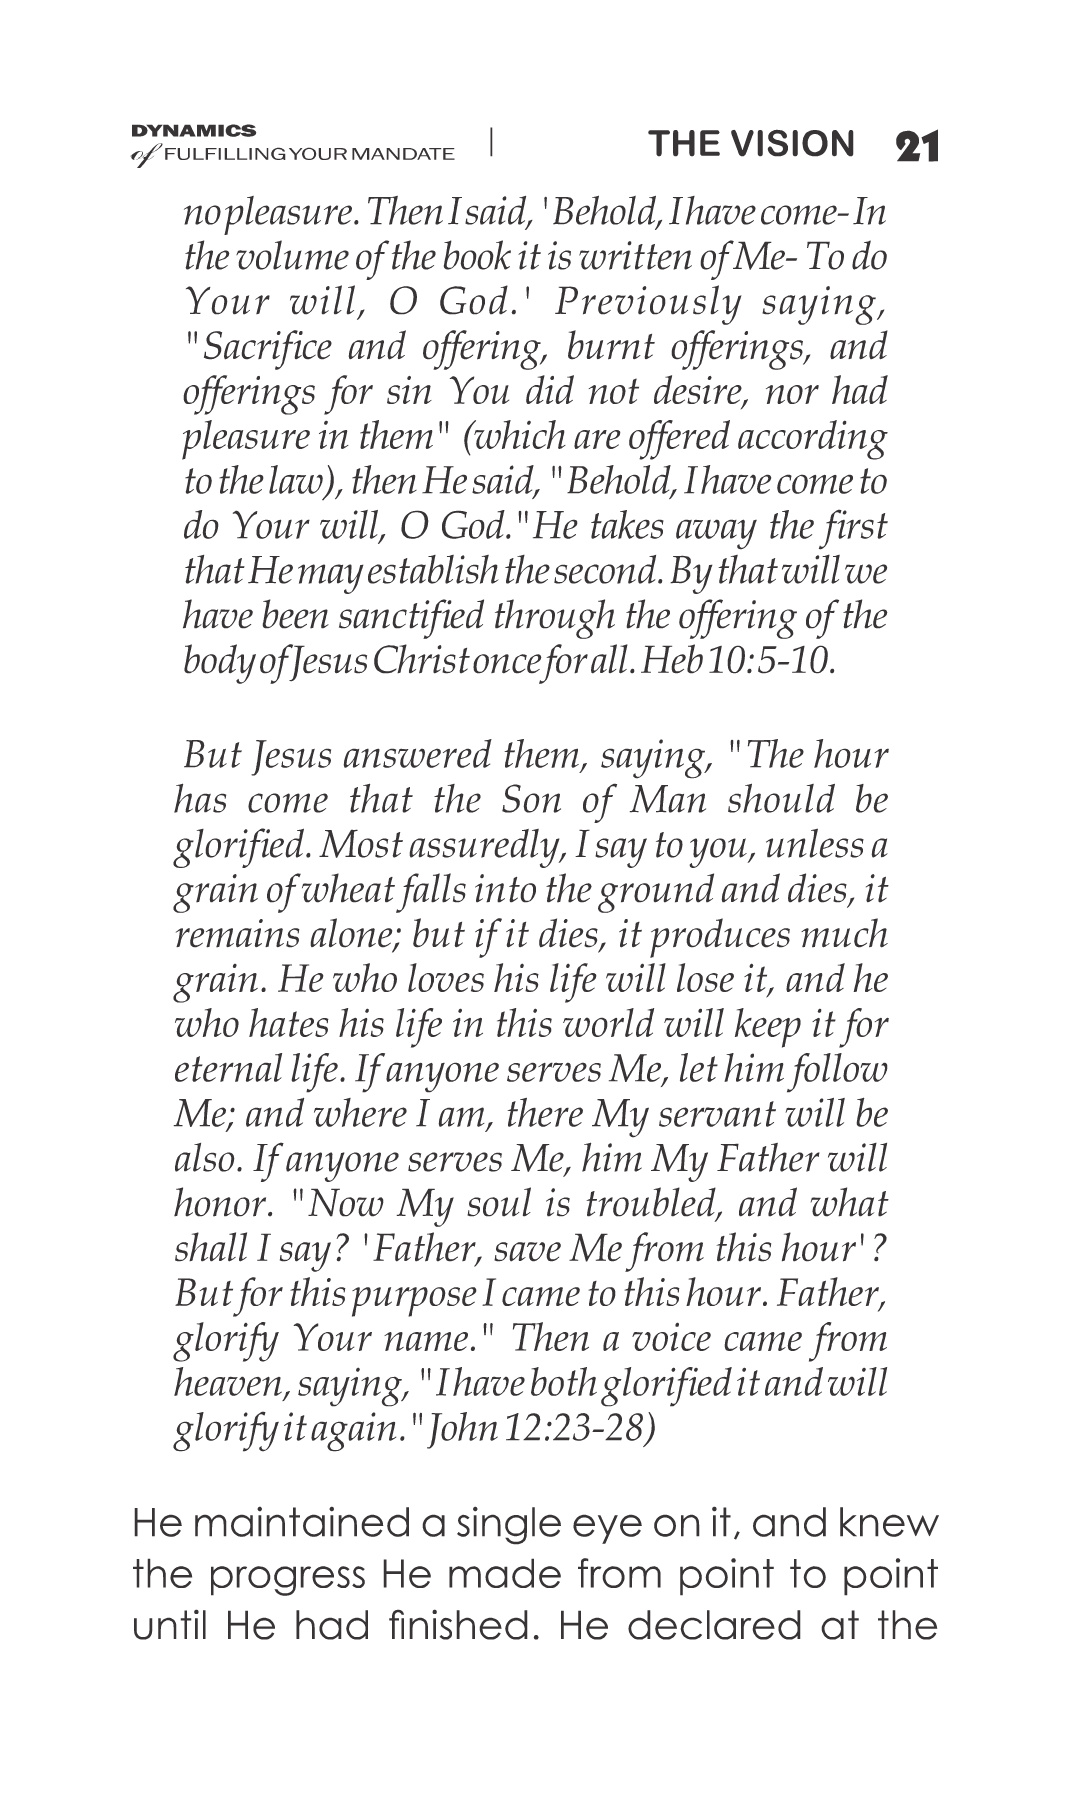 DYNAMICS
of FULFILLING YOUR MANDATE
THE VISION 21
no pleasure. Then I said, 'Behold, I have come- In
the volume of the book it is written of Me- To do
Your will, O God.' Previously saying,
"Sacrifice and offering, burnt offerings, and
offerings for sin You did not desire, nor had
pleasure in them" (which are offered according
to the law), then He said, "Behold, I have come to
do Your will, O God."He takes away the first
that He may establish the second. By that will we
have been sanctified through the offering of the
body of Jesus Christ once for all. Heb 10:5-10.
But Jesus answered them, saying, "The hour
has come that the Son of Man should be
glorified. Most assuredly, I say to you, unless a
grain of wheat falls into the ground and dies, it
remains alone; but if it dies, it produces much
grain. He who loves his life will lose it, and he
who hates his life in this world will keep it for
eternal life. If anyone serves Me, let him follow
Me; and where I am, there My servant will be
also. If anyone serves Me, him My Father will
honor. "Now My soul is troubled, and what
shall I say? 'Father, save Me from this hour'?
But for this purpose I came to this hour. Father,
glorify Your name." Then a voice came from
heaven, saying, "I have both glorified it and will
glorify it again." John 12:23-28)
He maintained a single eye on it, and knew
the progress He made from point to point
until He had finished. He declared at the